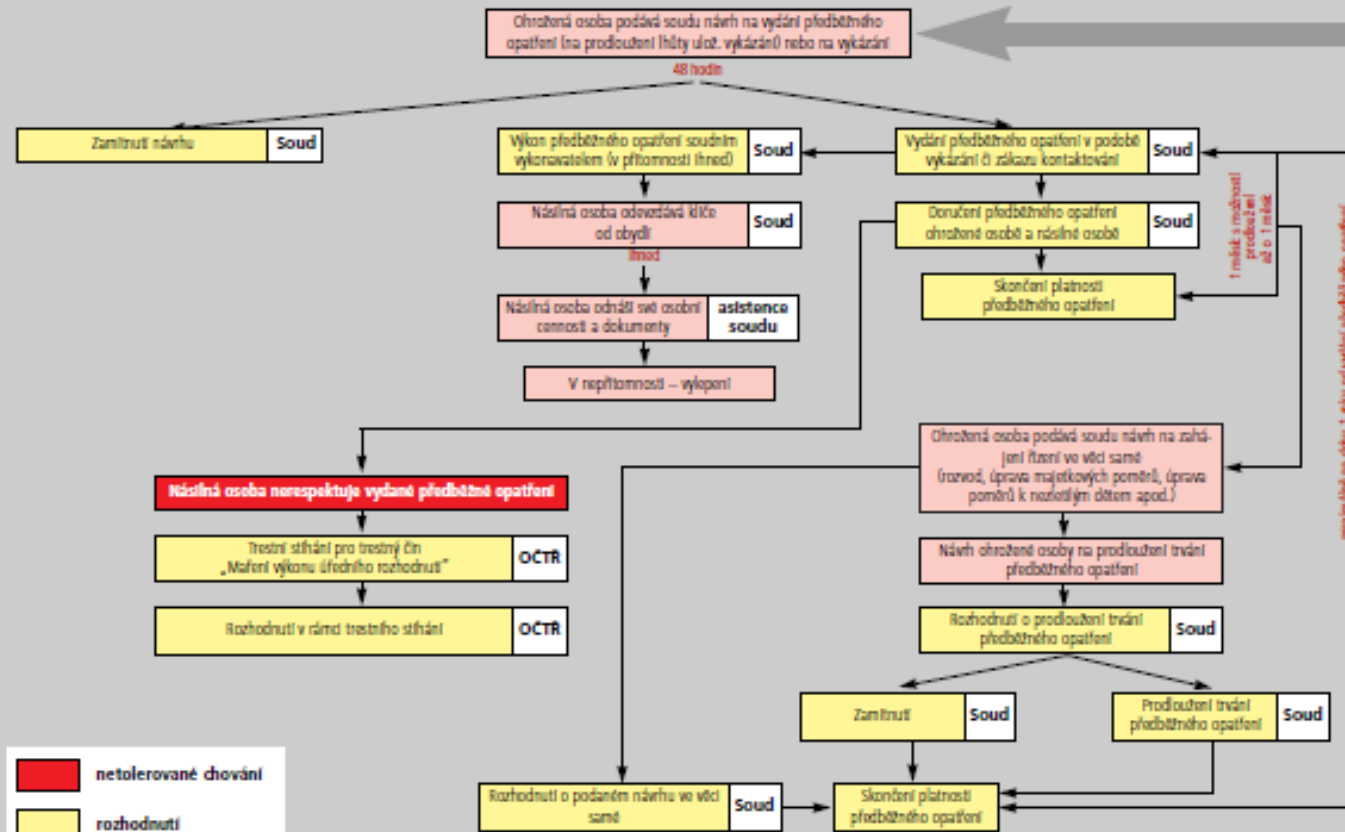 Ohrožená osoba podává soudu návrh na vydání předběžného
opatření (na prodloužení lhůty ulož. vykázání) nebo na vykázání
48 hodin
Zamítnutí návrhu
Soud
Výkon předběžného opatření soudním
vykonavatelem (v přítomnosti ihned)
Soud
Vydání předběžného opatření v podobě
vykázání či zákazu kontaktování
Soud
Násilná osoba odevzdává klíče
od obydlí
Soud
Ihned
Doručení předběžného opatření
ohrožené osobě a násilné osobě
Soud
1 měsíc s možností
prodloužení
až o 1 měsíc
Skončení platnosti
předběžného opatření
Násilná osoba odnáší své osobní
cennosti a dokumenty
asistence
soudu
V nepřítomnosti – vylepení
Ohrožená osoba podává soudu návrh na zahá-
jení řízení ve věci samé
(rozvod, úprava majetkových poměrů, úprava
poměrů k nezletilým dětem apod.)
Násilná osoba nerespektuje vydané předběžné opatření
Trestní stíhání pro trestný čin
„Maření výkonu úředního rozhodnutí“
OČTŘ
Návrh ohrožené osoby na prodloužení trvání
předběžného opatření
Rozhodnutí v rámci trestního stíhání
OČTŘ
Rozhodnutí o prodloužení trvání
předběžného opatření
Soud
Zamítnutí
Soud
Prodloužení trvání
předběžného opatření
Soud
Rozhodnutí o podaném návrhu ve věci
samé
Soud
Skončení platnosti
předběžného opatření
netolerované chování
rozhodnutí